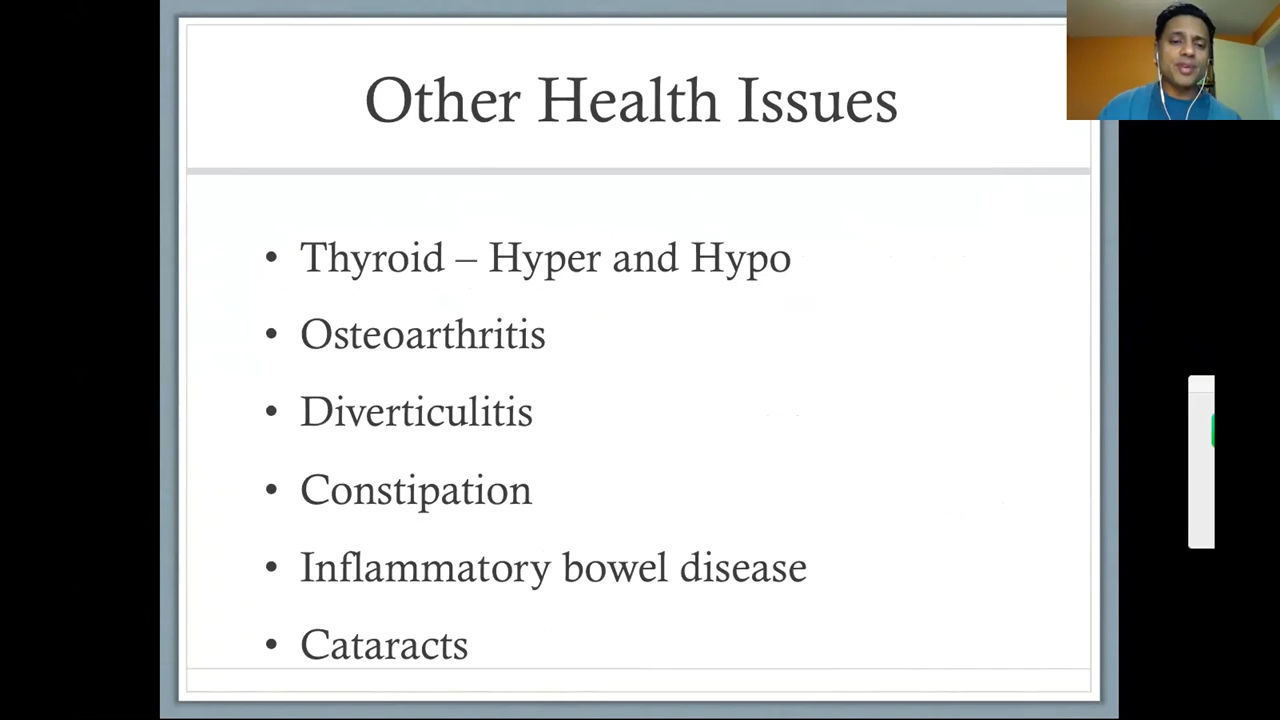 Other Health Issues
• Thyroid – Hyper and Hypo
• Osteoarthritis
• Diverticulitis
• Constipation
• Inflammatory bowel disease
• Cataracts